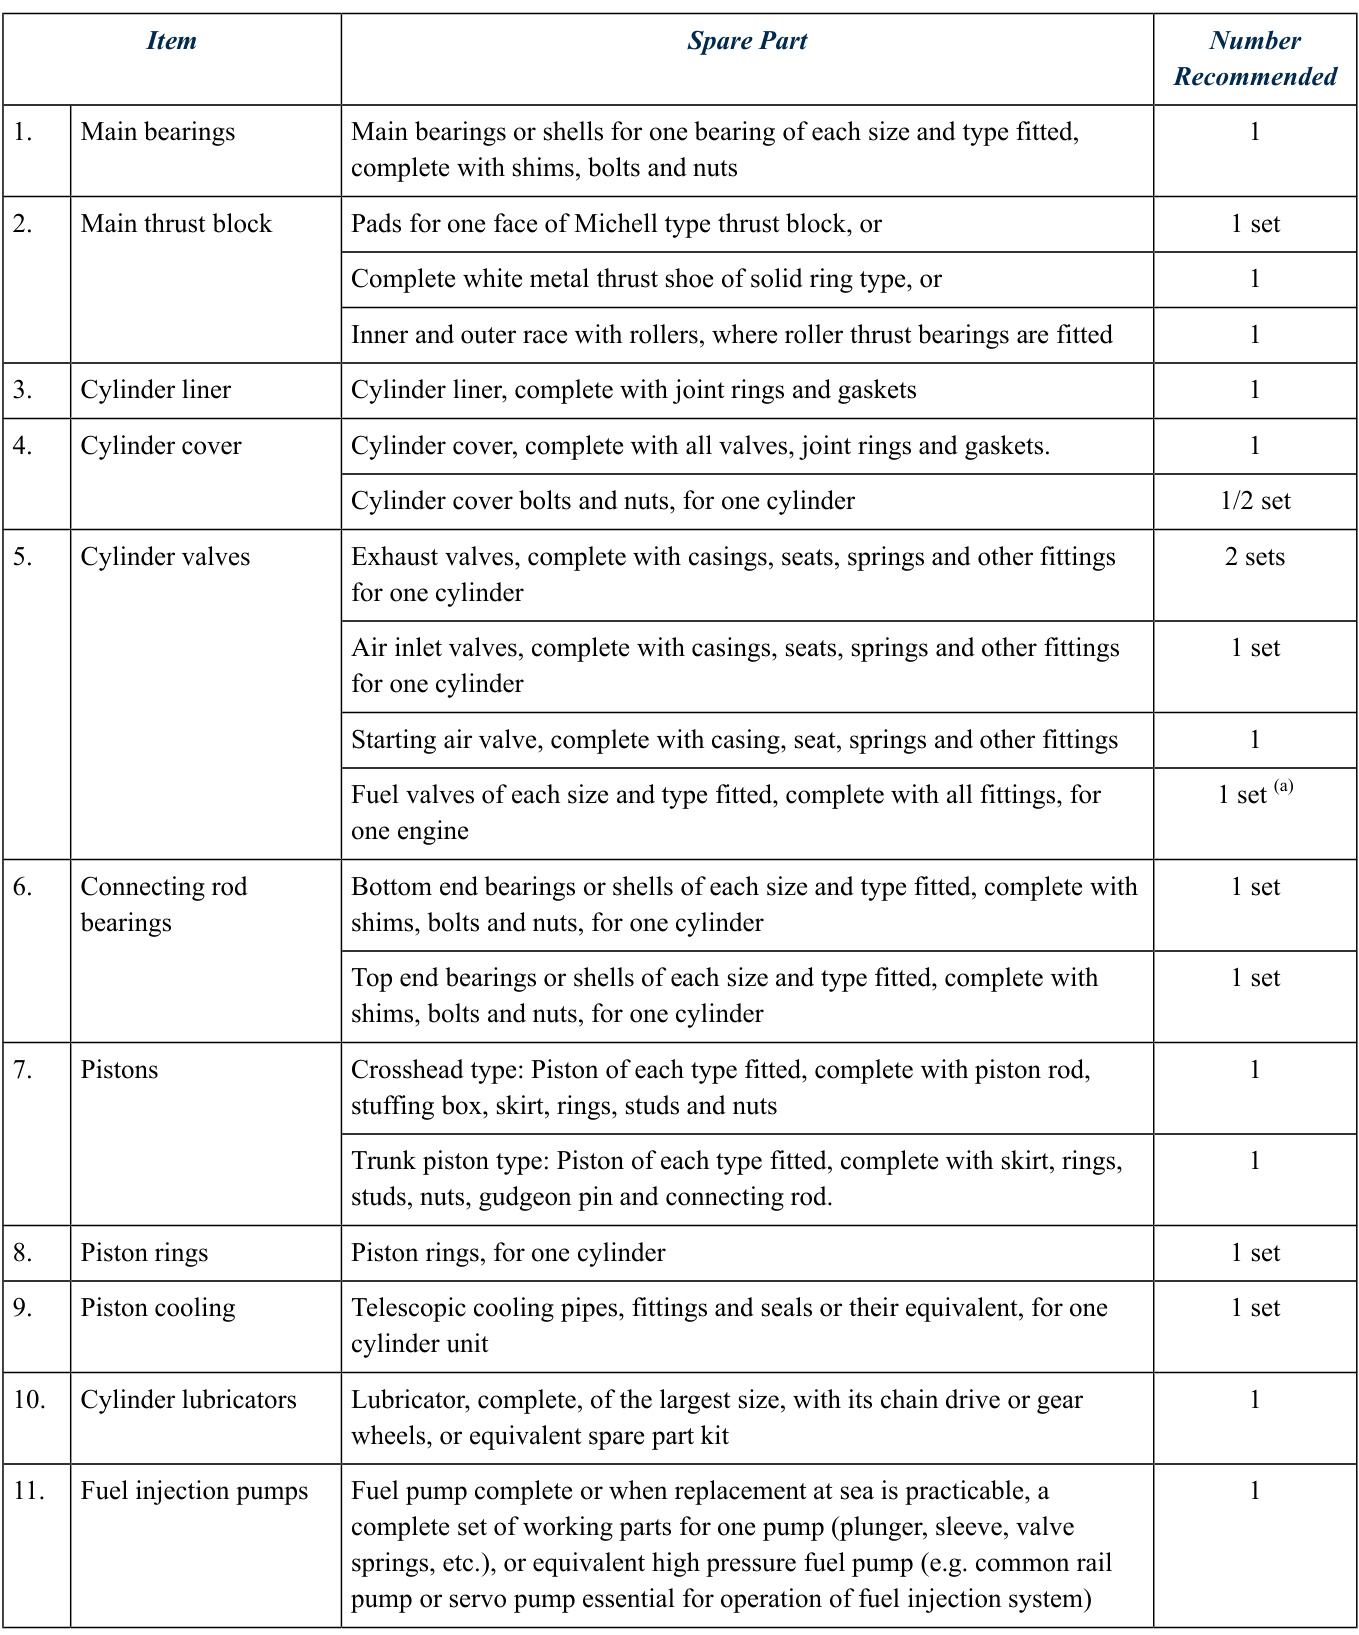 Item
Spare Part
Number
Recommended
1.
Main bearings
Main bearings or shells for one bearing of each size and type fitted,
complete with shims, bolts and nuts
1
2.
Main thrust block
Pads for one face of Michell type thrust block, or
1 set
Complete white metal thrust shoe of solid ring type, or
1
Inner and outer race with rollers, where roller thrust bearings are fitted
1
3.
Cylinder liner
Cylinder liner, complete with joint rings and gaskets
1
4.
Cylinder cover
Cylinder cover, complete with all valves, joint rings and gaskets.
1
Cylinder cover bolts and nuts, for one cylinder
1/2 set
5.
Cylinder valves
Exhaust valves, complete with casings, seats, springs and other fittings
for one cylinder
2 sets
Air inlet valves, complete with casings, seats, springs and other fittings
for one cylinder
1 set
Starting air valve, complete with casing, seat, springs and other fittings
1
Fuel valves of each size and type fitted, complete with all fittings, for
one engine
1 set (a)
6.
Connecting rod
bearings
Bottom end bearings or shells of each size and type fitted, complete with
shims, bolts and nuts, for one cylinder
1 set
Top end bearings or shells of each size and type fitted, complete with
shims, bolts and nuts, for one cylinder
1 set
7.
Pistons
Crosshead type: Piston of each type fitted, complete with piston rod,
stuffing box, skirt, rings, studs and nuts
1
Trunk piston type: Piston of each type fitted, complete with skirt, rings,
studs, nuts, gudgeon pin and connecting rod.
1
8.
Piston rings
Piston rings, for one cylinder
1 set
9.
Piston cooling
Telescopic cooling pipes, fittings and seals or their equivalent, for one
cylinder unit
1 set
10.
Cylinder lubricators
Lubricator, complete, of the largest size, with its chain drive or gear
wheels, or equivalent spare part kit
1
11.
Fuel injection pumps
Fuel pump complete or when replacement at sea is practicable, a
complete set of working parts for one pump (plunger, sleeve, valve
springs, etc.), or equivalent high pressure fuel pump (e.g. common rail
pump or servo pump essential for operation of fuel injection system)
1